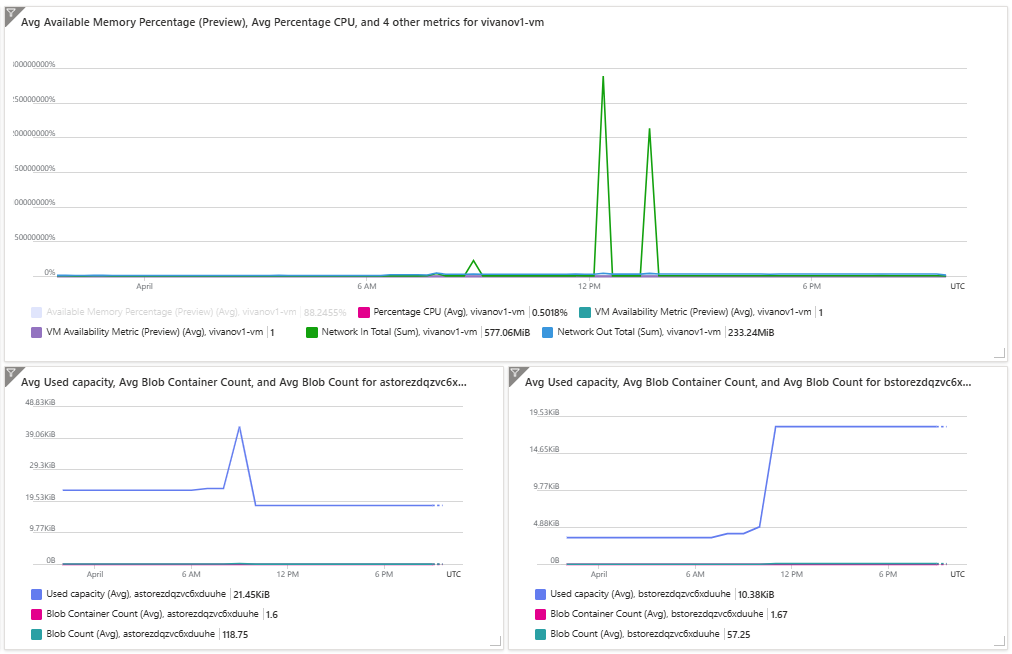 Avg Available Memory Percentage (Preview), Avg Percentage CPU, and 4 other metrics for vivanov1-vm
00000000%
50000000%
00000000%
50000000%
00000000%
50000000%
0%
April 6 AM 12 PM 6 PM UTC
Available Memory Percentage (Preview) (Avg), vivanov1-vm 88.2455% Percentage CPU (Avg), vivanov1-vm 0.5018% VM Availability Metric (Preview) (Avg), vivanov1-vm 1
VM Availability Metric (Preview) (Avg), vivanov1-vm 1 Network In Total (Sum), vivanov1-vm 577.06MiB Network Out Total (Sum), vivanov1-vm 233.24MiB
Avg Used capacity, Avg Blob Container Count, and Avg Blob Count for astorezdqzvc6x...
48.83KiB
39.06KiB
29.3KiB
19.53KiB
9.77KiB
0B
April 6 AM 12 PM 6 PM UTC
Used capacity (Avg), astorezdqzvc6xduuhe 21.45KiB
Blob Container Count (Avg), astorezdqzvc6xduuhe 1.6
Blob Count (Avg), astorezdqzvc6xduuhe 118.75
Avg Used capacity, Avg Blob Container Count, and Avg Blob Count for bstorezdqzvc6x...
19.53KiB
14.65KiB
9.77KiB
4.88KiB
0B
April 6 AM 12 PM 6 PM UTC
Used capacity (Avg), bstorezdqzvc6xduuhe 10.38KiB
Blob Container Count (Avg), bstorezdqzvc6xduuhe 1.67
Blob Count (Avg), bstorezdqzvc6xduuhe 57.25